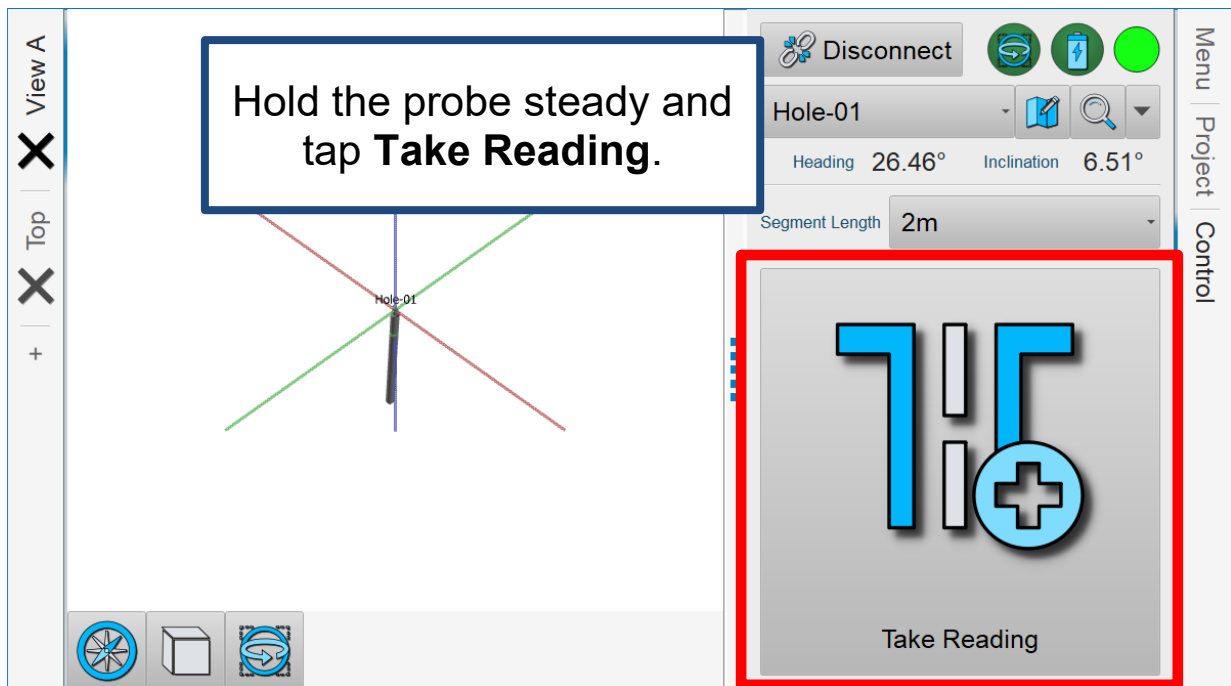 View A
Top
+
Hold the probe steady and
tap Take Reading.
Hole-01
Disconnect
Hole-01
Heading 26.46° Inclination 6.51°
Segment Length 2m
Take Reading
Menu
Project
Control